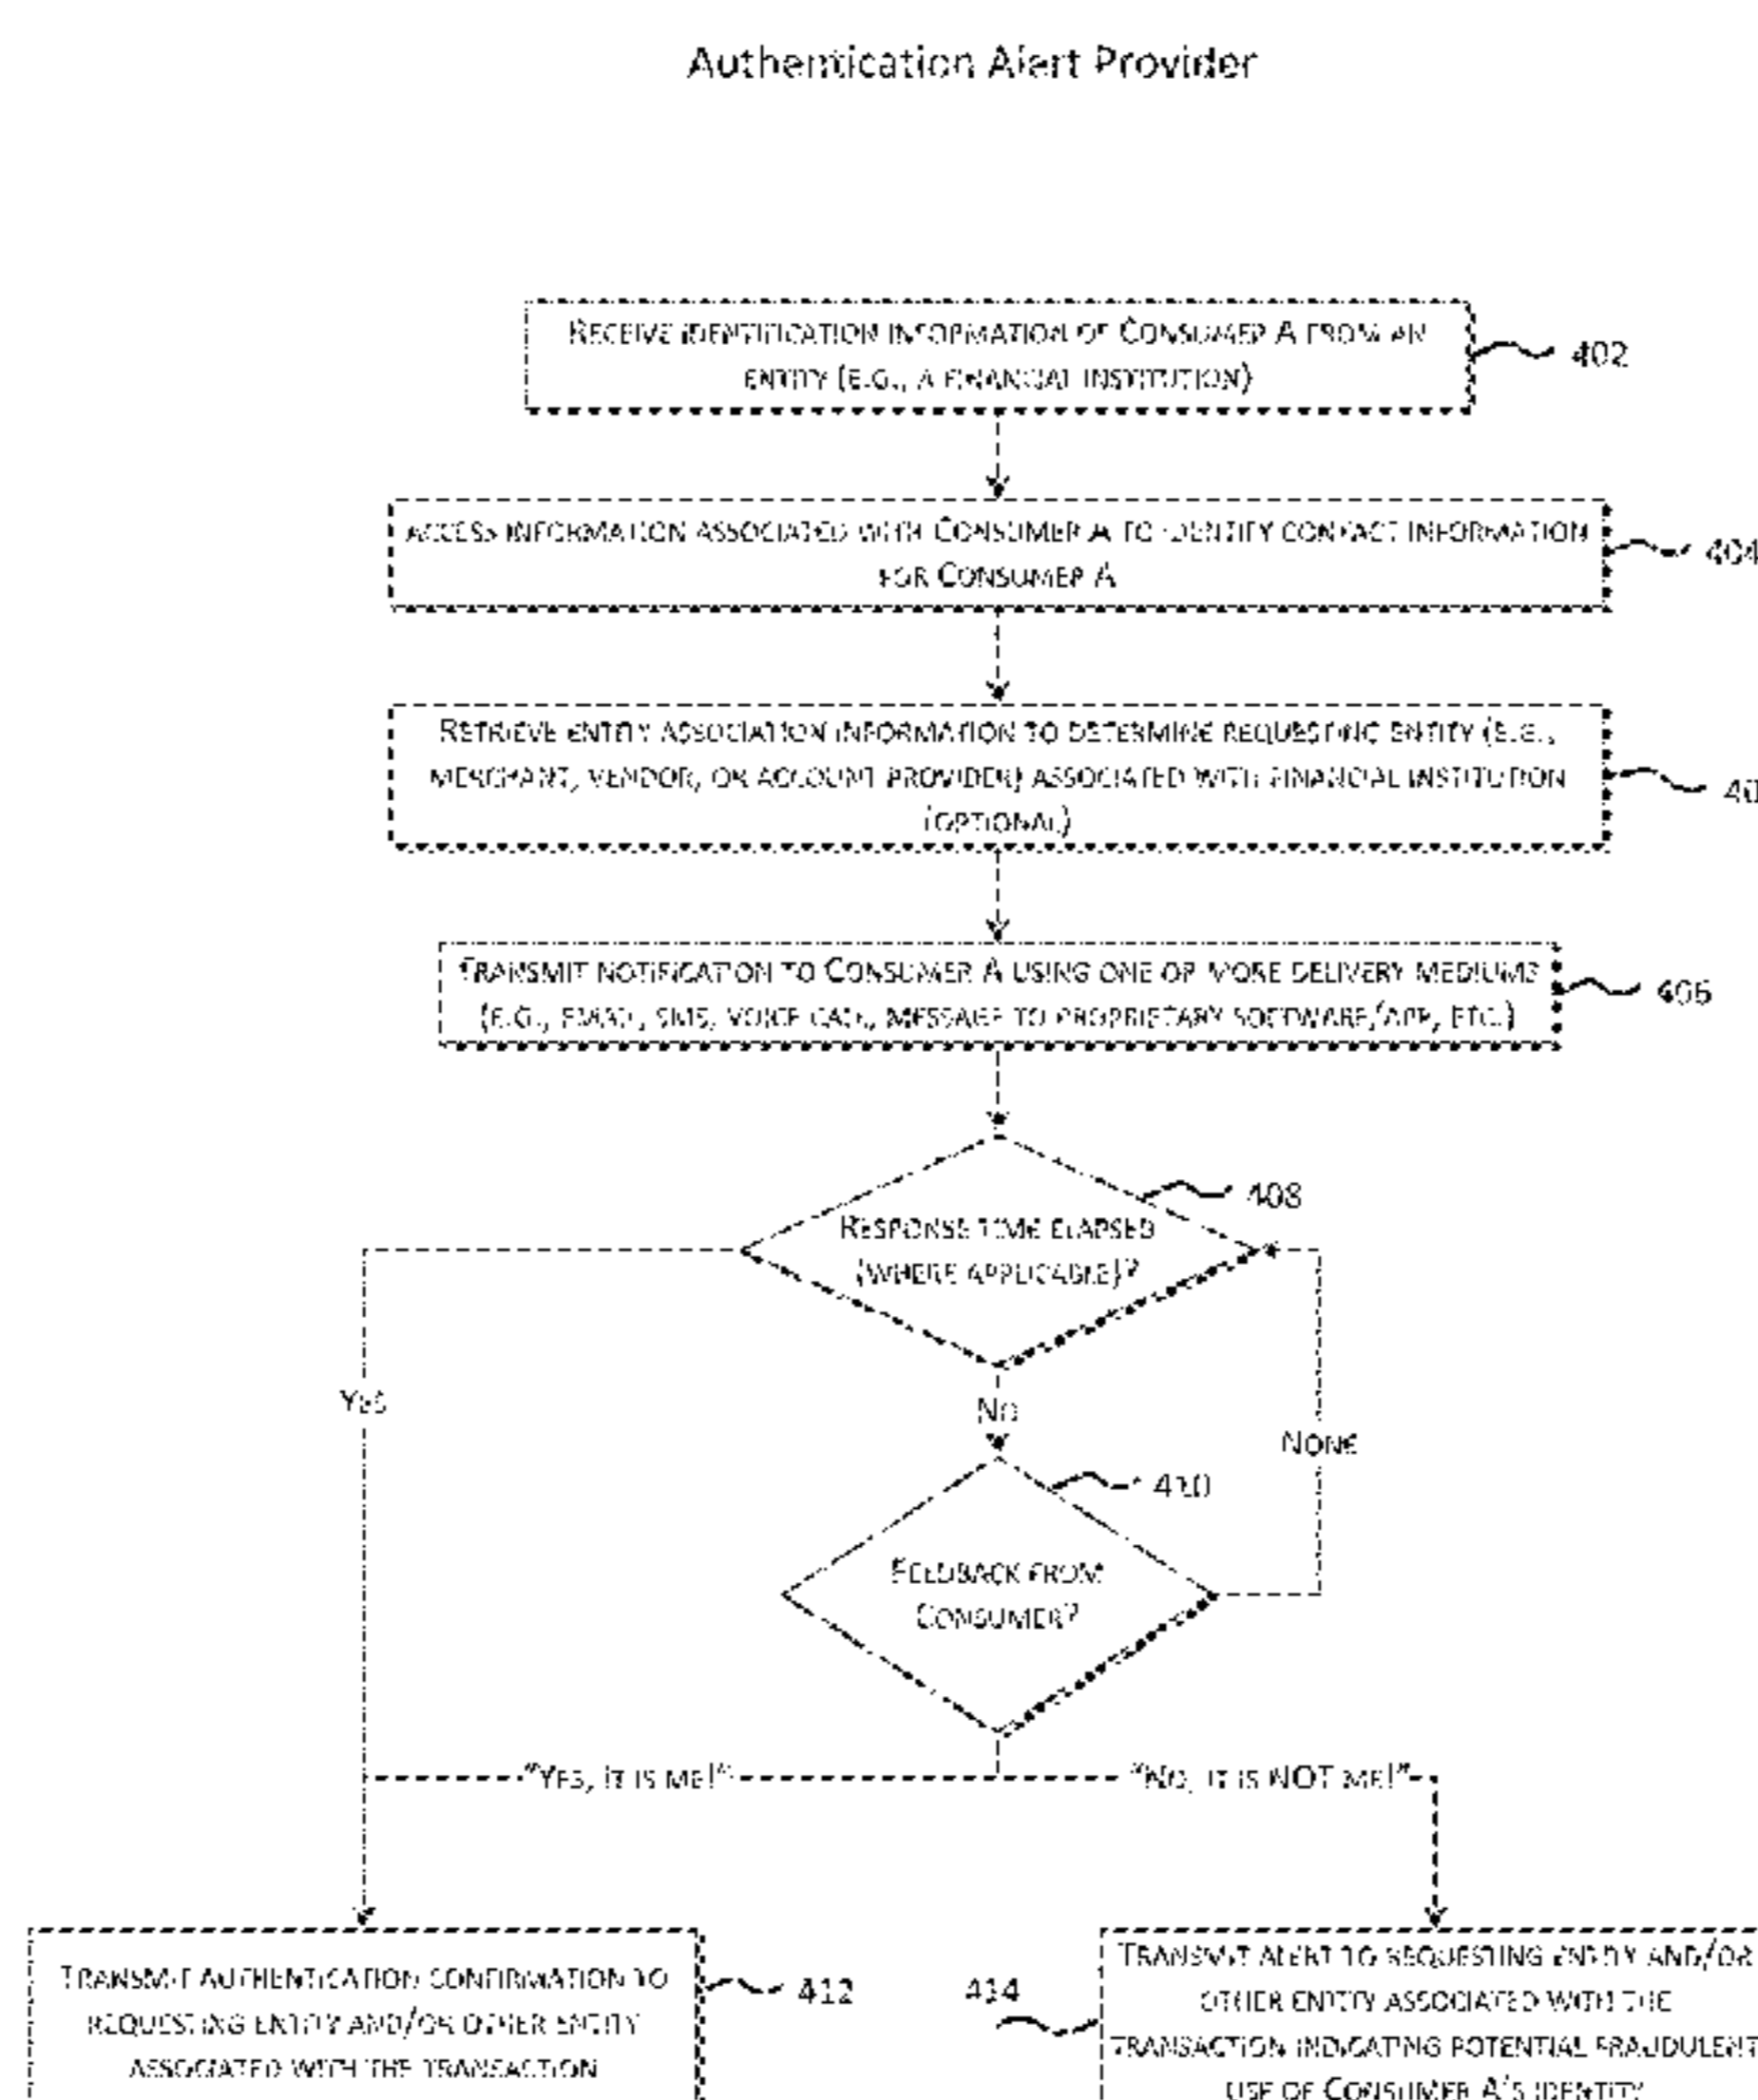 Authentication Alert Provider
Receive identification information of Consumer A from an
entity (e.g., a financial institution)
402
Access information associated with Consumer A to identify contact information
for Consumer A
404
Retrieve entity association information to determine requesting entity (e.g.,
merchant, vendor, or account provider) associated with financial institution
(optional)
40
Transmit notification to Consumer A using one or more delivery mediums
(e.g., email, SMS, voice call, message to proprietary software/app, etc.)
406
408
Response time elapsed
(where applicable)?
Yes
No
None
410
Feedback from
Consumer?
"Yes, it is me!"
"No, it is NOT me!"
Transmit authentication confirmation to
requesting entity and/or other entity
associated with the transaction
412
414
Transmit alert to requesting entity and/or
other entity associated with the
transaction indicating potential fraudulent
use of Consumer A's identity